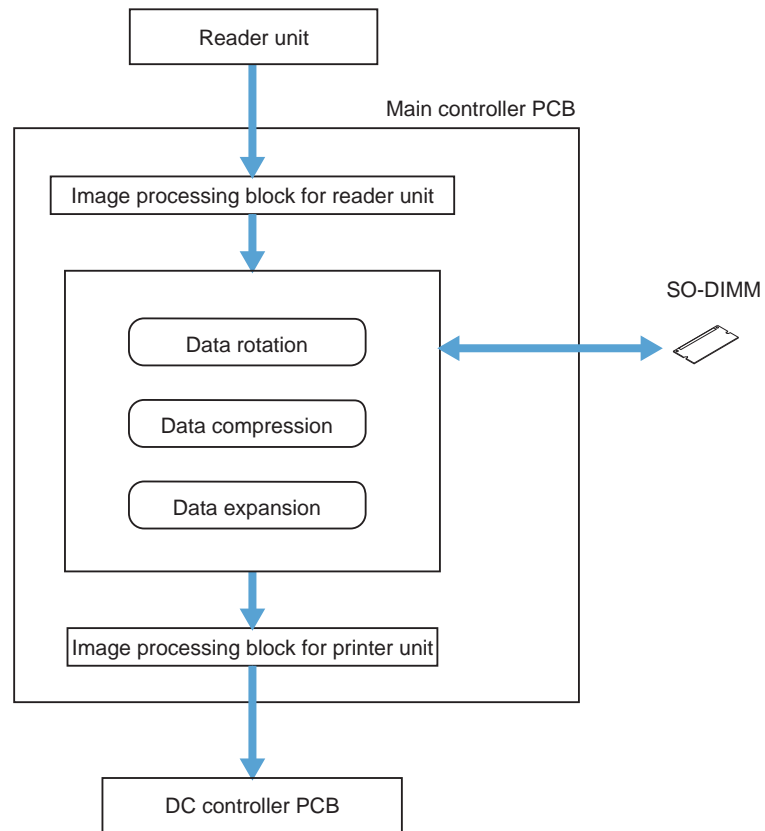 Reader unit
Main controller PCB
Image processing block for reader unit
SO-DIMM
Data rotation
Data compression
Data expansion
Image processing block for printer unit
DC controller PCB